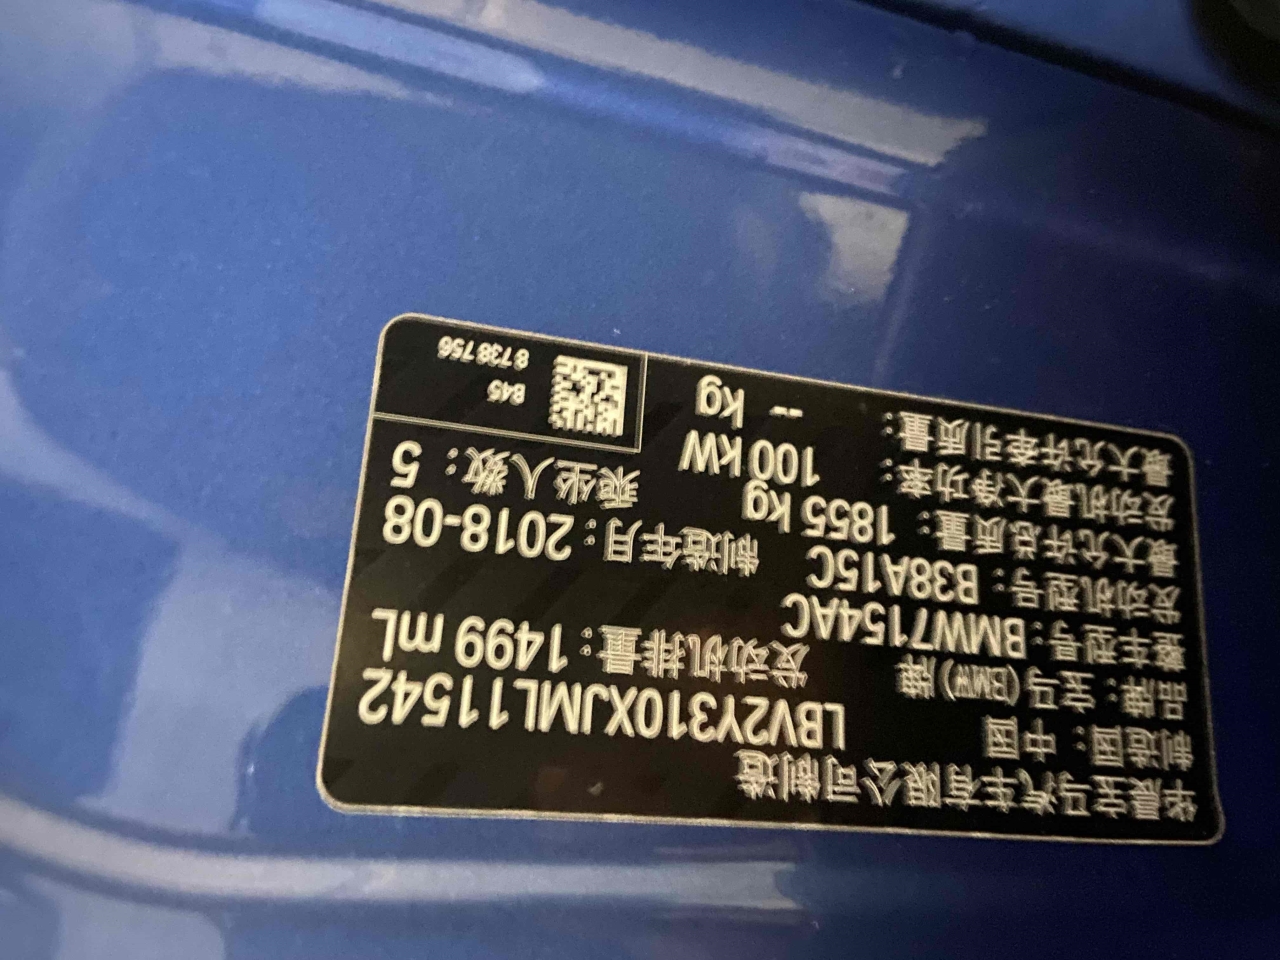 华晨宝马汽车有限公司制造
制造国：中国 LBV2Y310XJML11542
品牌：宝马(BMW)牌
整车型号：BMW7154AC 发动机排量：1499 mL
发动机型号：B38A15C
最大允许总质量：1855 kg 制造年月：2018-08
发动机最大净功率：100 kW 乘坐人数：5
最大允许牵引质量：-- kg
B45
8 738 756